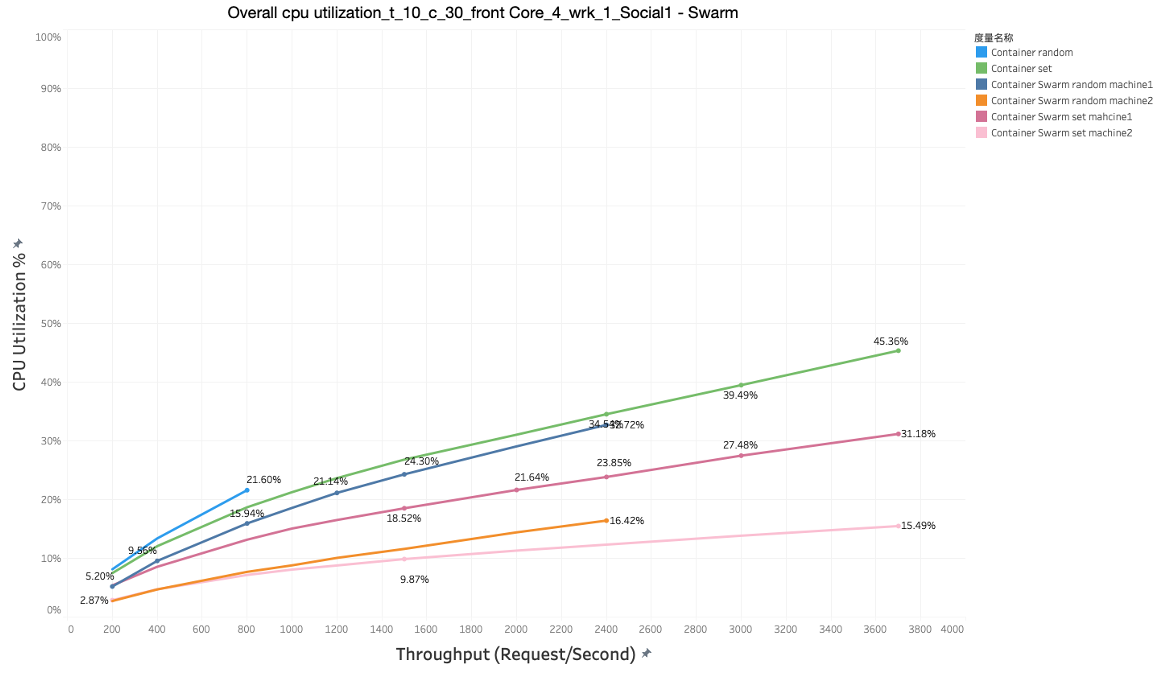 Overall cpu utilization_t_10_c_30_front Core_4_wrk_1_Social1 - Swarm
度量名称
Container random
Container set
Container Swarm random machine1
Container Swarm random machine2
Container Swarm set mahcine1
Container Swarm set machine2
CPU Utilization %
100%
90%
80%
70%
60%
50%
40%
30%
20%
10%
0%
45.36%
39.49%
34.54%
32.72%
31.18%
27.48%
24.30%
23.85%
21.60%
21.64%
21.14%
18.52%
15.94%
16.42%
15.49%
9.56%
9.87%
5.20%
2.87%
0 200 400 600 800 1000 1200 1400 1600 1800 2000 2200 2400 2600 2800 3000 3200 3400 3600 3800 4000
Throughput (Request/Second)